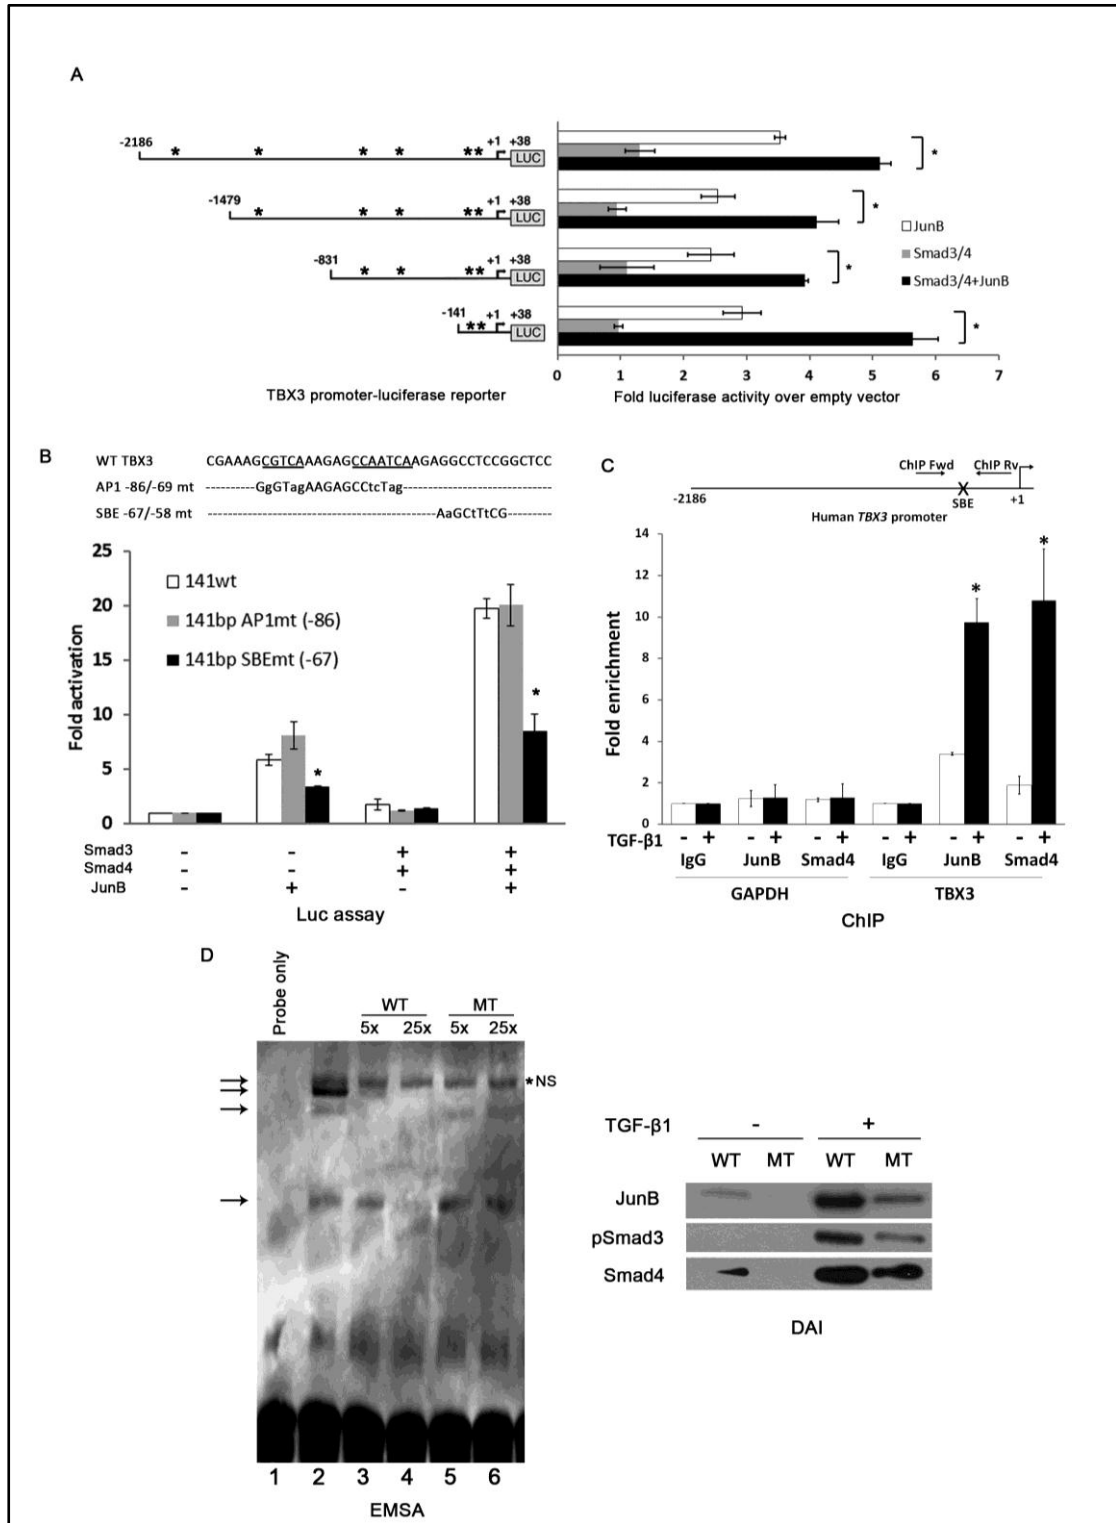 A
-2186 * * * * ** +1 +38
LUC
-1479 * * * ** +1 +38
LUC
-831 * * ** +1 +38
LUC
-141 ** +1 +38
LUC
*
*
*
*
JunB
Smad3/4
Smad3/4+JunB
0 1 2 3 4 5 6 7
TBX3 promoter-luciferase reporter
Fold luciferase activity over empty vector
B
WT TBX3 CGAAAGCGTCAAAGAGCCAATCAAGAGGCCTCCGGCTCC
AP1 -86/-69 mt ----------GgGTagAAGAGCCtcTag--------------------
SBE -67/-58 mt ----------------------------------------AaGCtTtCG--------
Fold activation
25
20
15
10
5
0
141wt
141bp AP1mt (-86)
141bp SBEmt (-67)
*
*
Smad3 - - + +
Smad4 - - + +
JunB - + - +
Luc assay
C
ChIP Fwd ChIP Rv
-2186 SBE +1
Human TBX3 promoter
Fold enrichment
14
12
10
8
6
4
2
0
*
*
TGF-β1 - + - + - + - + - + - +
IgG JunB Smad4 IgG JunB Smad4
GAPDH TBX3
ChIP
D
Probe only
WT MT
5x 25x 5x 25x
*NS
1 2 3 4 5 6
EMSA
TGF-β1 - +
WT MT WT MT
JunB
pSmad3
Smad4
DAI